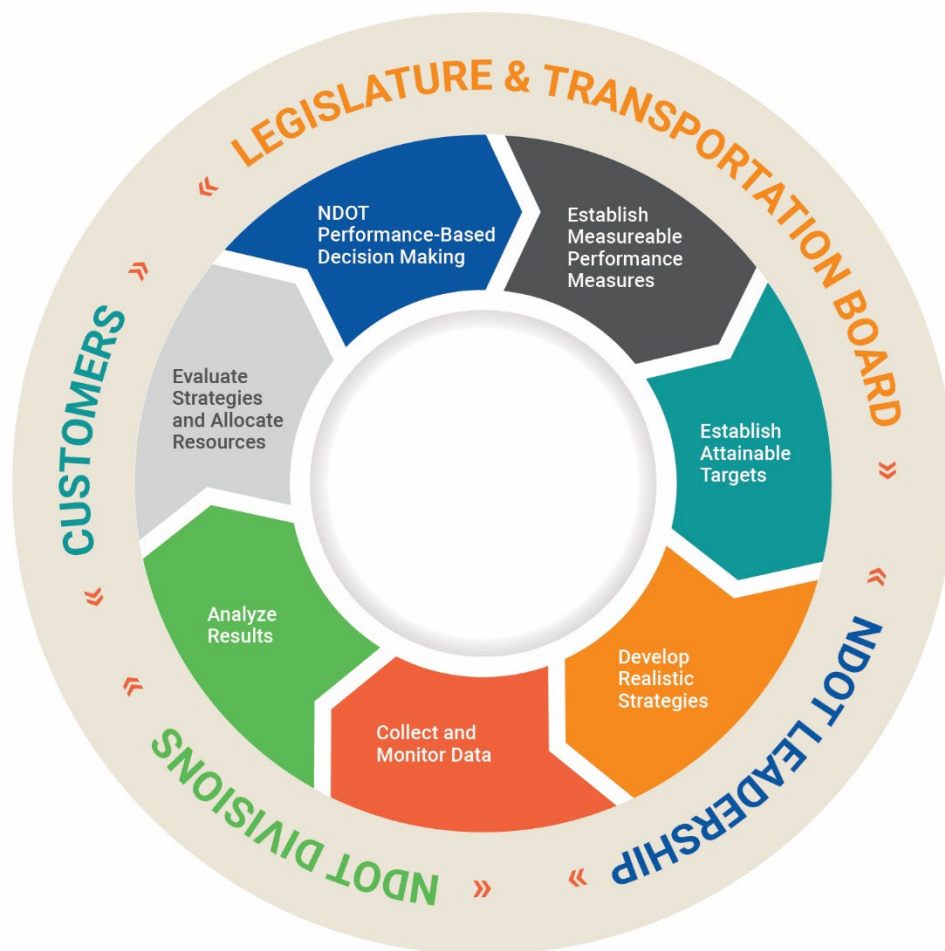 LEGISLATURE & TRANSPORTATION BOARD
NDOT LEADERSHIP
NDOT DIVISIONS
CUSTOMERS
NDOT
Performance-Based
Decision Making
Establish
Measureable
Performance
Measures
Establish
Attainable
Targets
Develop
Realistic
Strategies
Collect and
Monitor Data
Analyze
Results
Evaluate
Strategies
and Allocate
Resources